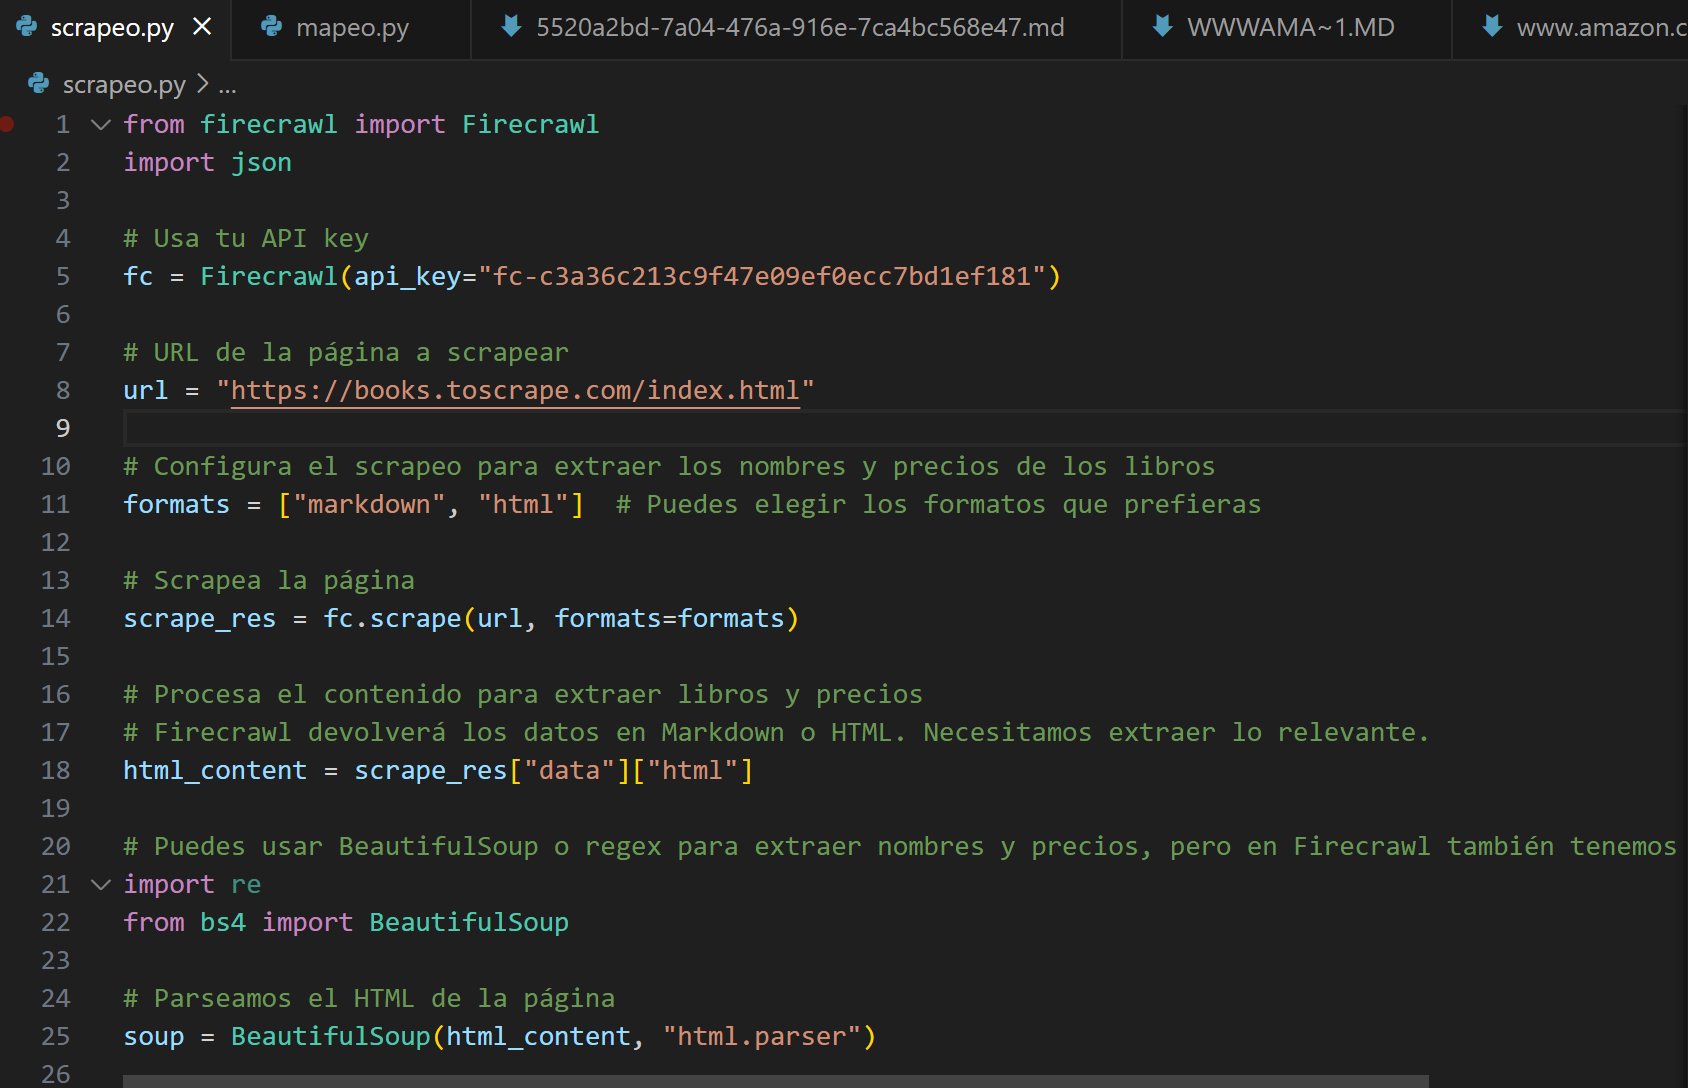 scrapeo.py
mapeo.py
5520a2bd-7a04-476a-916e-7ca4bc568e47.md
WWWAMA~1.MD
www.amazon.c
scrapeo.py > ...
1 from firecrawl import Firecrawl
2 import json
3
4 # Usa tu API key
5 fc = Firecrawl(api_key="fc-c3a36c213c9f47e09ef0ecc7bd1ef181")
6
7 # URL de la página a scrapear
8 url = "https://books.toscrape.com/index.html"
9
10 # Configura el scrapeo para extraer los nombres y precios de los libros
11 formats = ["markdown", "html"]  # Puedes elegir los formatos que prefieras
12
13 # Scrapea la página
14 scrape_res = fc.scrape(url, formats=formats)
15
16 # Procesa el contenido para extraer libros y precios
17 # Firecrawl devolverá los datos en Markdown o HTML. Necesitamos extraer lo relevante.
18 html_content = scrape_res["data"]["html"]
19
20 # Puedes usar BeautifulSoup o regex para extraer nombres y precios, pero en Firecrawl también tenemos
21 import re
22 from bs4 import BeautifulSoup
23
24 # Parseamos el HTML de la página
25 soup = BeautifulSoup(html_content, "html.parser")
26